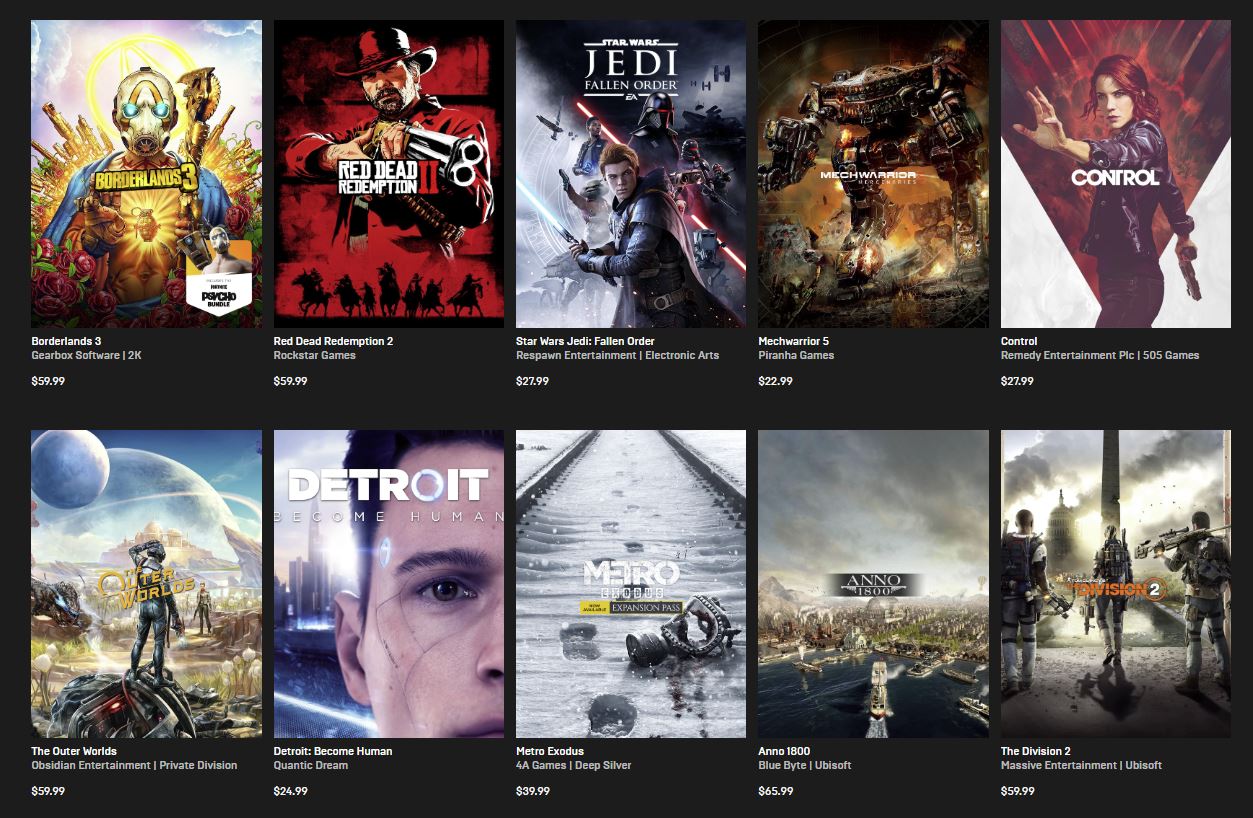 BORDERLANDS 3
PSYCHO
BUNDLE
Borderlands 3
Gearbox Software | 2K
$59.99
RED DEAD
REDEMPTION II
Red Dead Redemption 2
Rockstar Games
$59.99
STAR WARS
JEDI
FALLEN ORDER
EA
Star Wars Jedi: Fallen Order
Respawn Entertainment | Electronic Arts
$27.99
MECHWARRIOR
MERCENARIES
Mechwarrior 5
Piranha Games
$22.99
CONTROL
Control
Remedy Entertainment Plc | 505 Games
$27.99
OUTER
WORLDS
The Outer Worlds
Obsidian Entertainment | Private Division
$59.99
DETROIT
BECOME HUMAN
Detroit: Become Human
Quantic Dream
$24.99
METRO
EXODUS
NOW AVAILABLE EXPANSION PASS
Metro Exodus
4A Games | Deep Silver
$39.99
ANNO
1800
Anno 1800
Blue Byte | Ubisoft
$65.99
DIVISION 2
The Division 2
Massive Entertainment | Ubisoft
$59.99